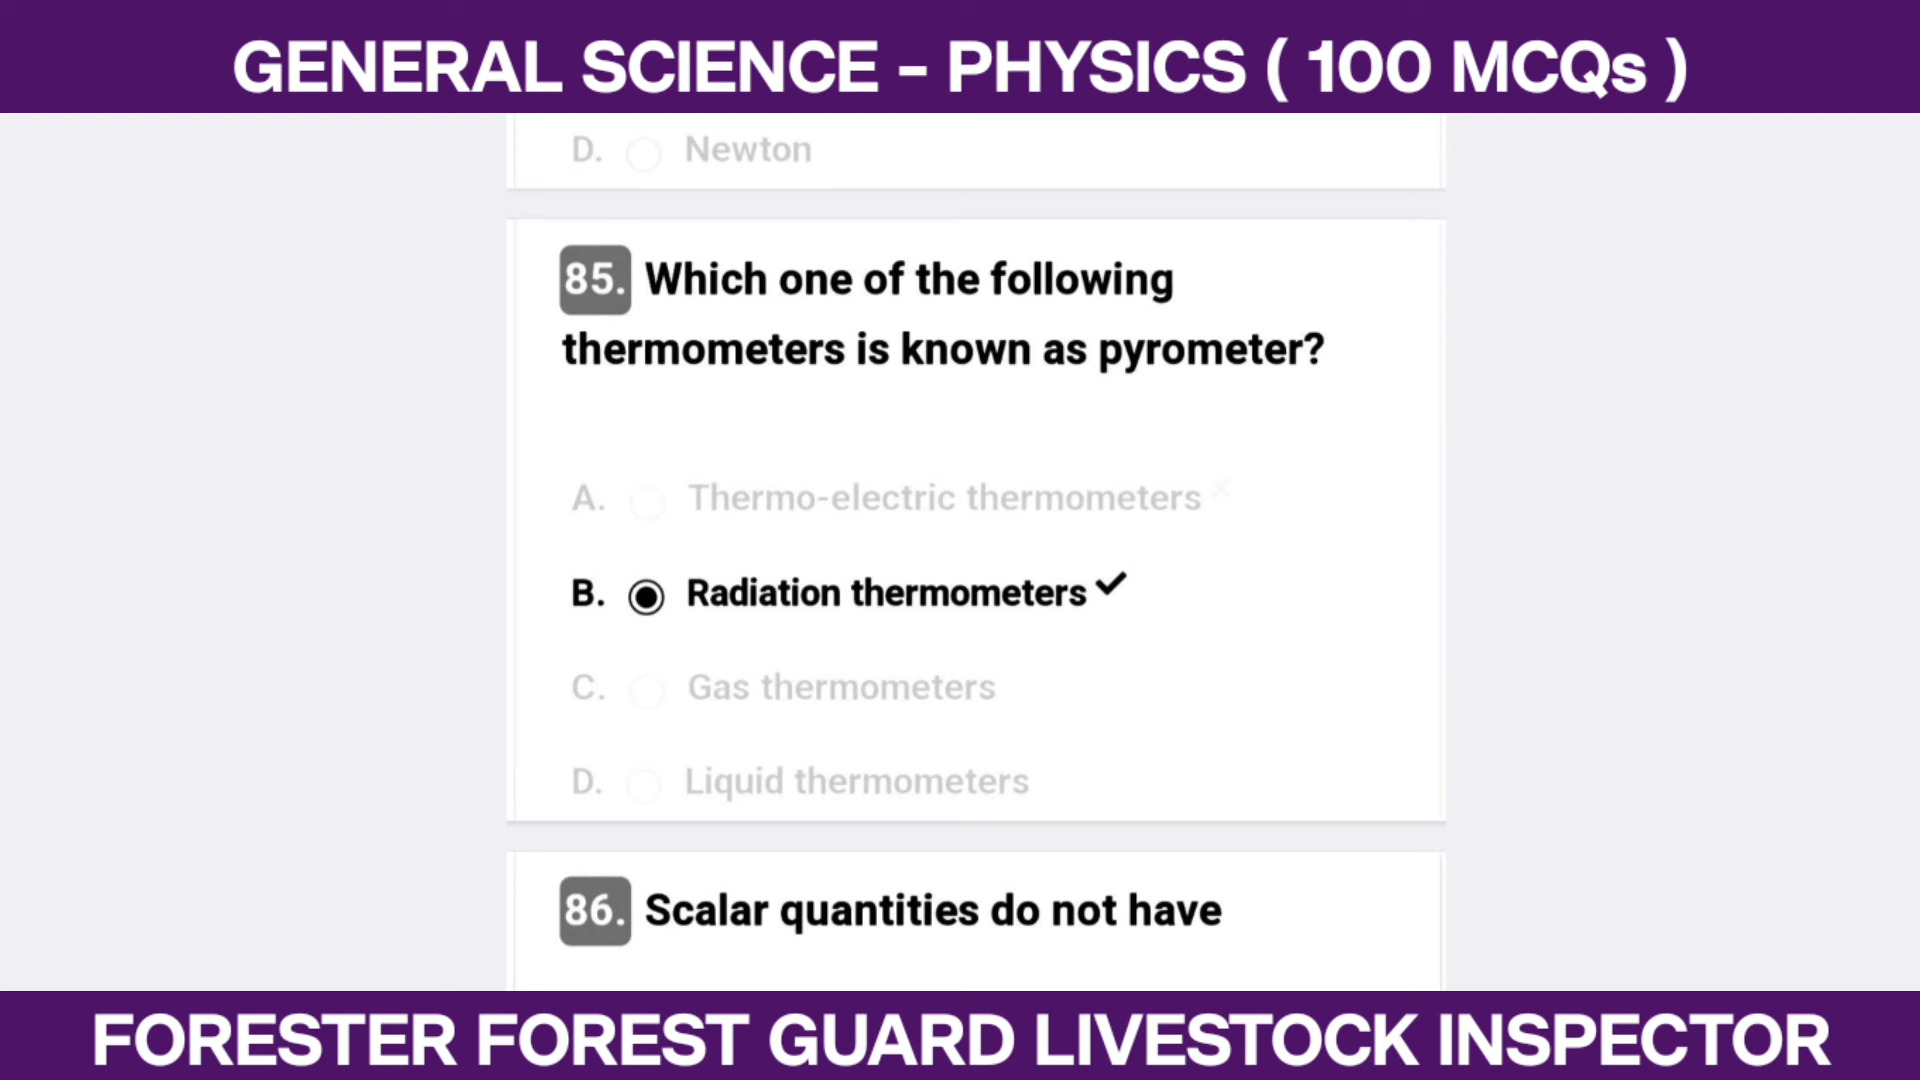 GENERAL SCIENCE - PHYSICS ( 100 MCQs )
D. Newton
85. Which one of the following
thermometers is known as pyrometer?
A. Thermo-electric thermometers
B. Radiation thermometers
C. Gas thermometers
D. Liquid thermometers
86. Scalar quantities do not have
FORESTER FOREST GUARD LIVESTOCK INSPECTOR